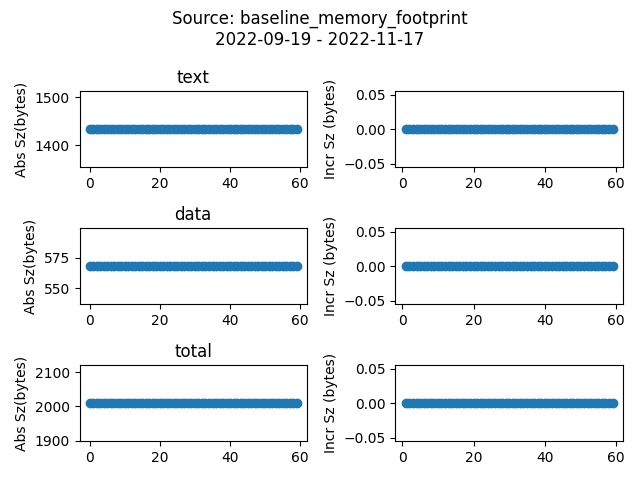 Source: baseline_memory_footprint
2022-09-19 - 2022-11-17
text
Abs Sz(bytes)
1500
1400
0 20 40 60
Incr Sz (bytes)
0.05
0.00
−0.05
0 20 40 60
data
Abs Sz(bytes)
575
550
0 20 40 60
Incr Sz (bytes)
0.05
0.00
−0.05
0 20 40 60
total
Abs Sz(bytes)
2100
2000
1900
0 20 40 60
Incr Sz (bytes)
0.05
0.00
−0.05
0 20 40 60